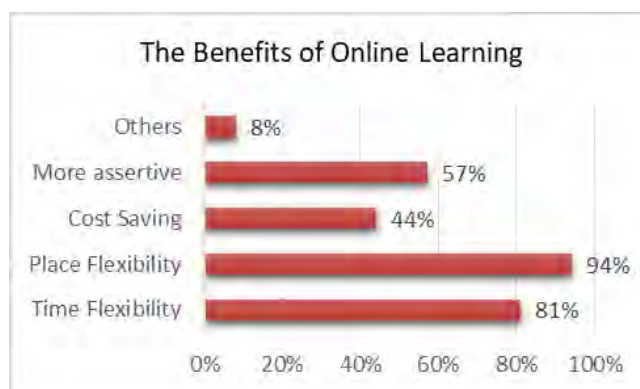 The Benefits of Online Learning
Others 8%
More assertive 57%
Cost Saving 44%
Place Flexibility 94%
Time Flexibility 81%
0% 20% 40% 60% 80% 100%